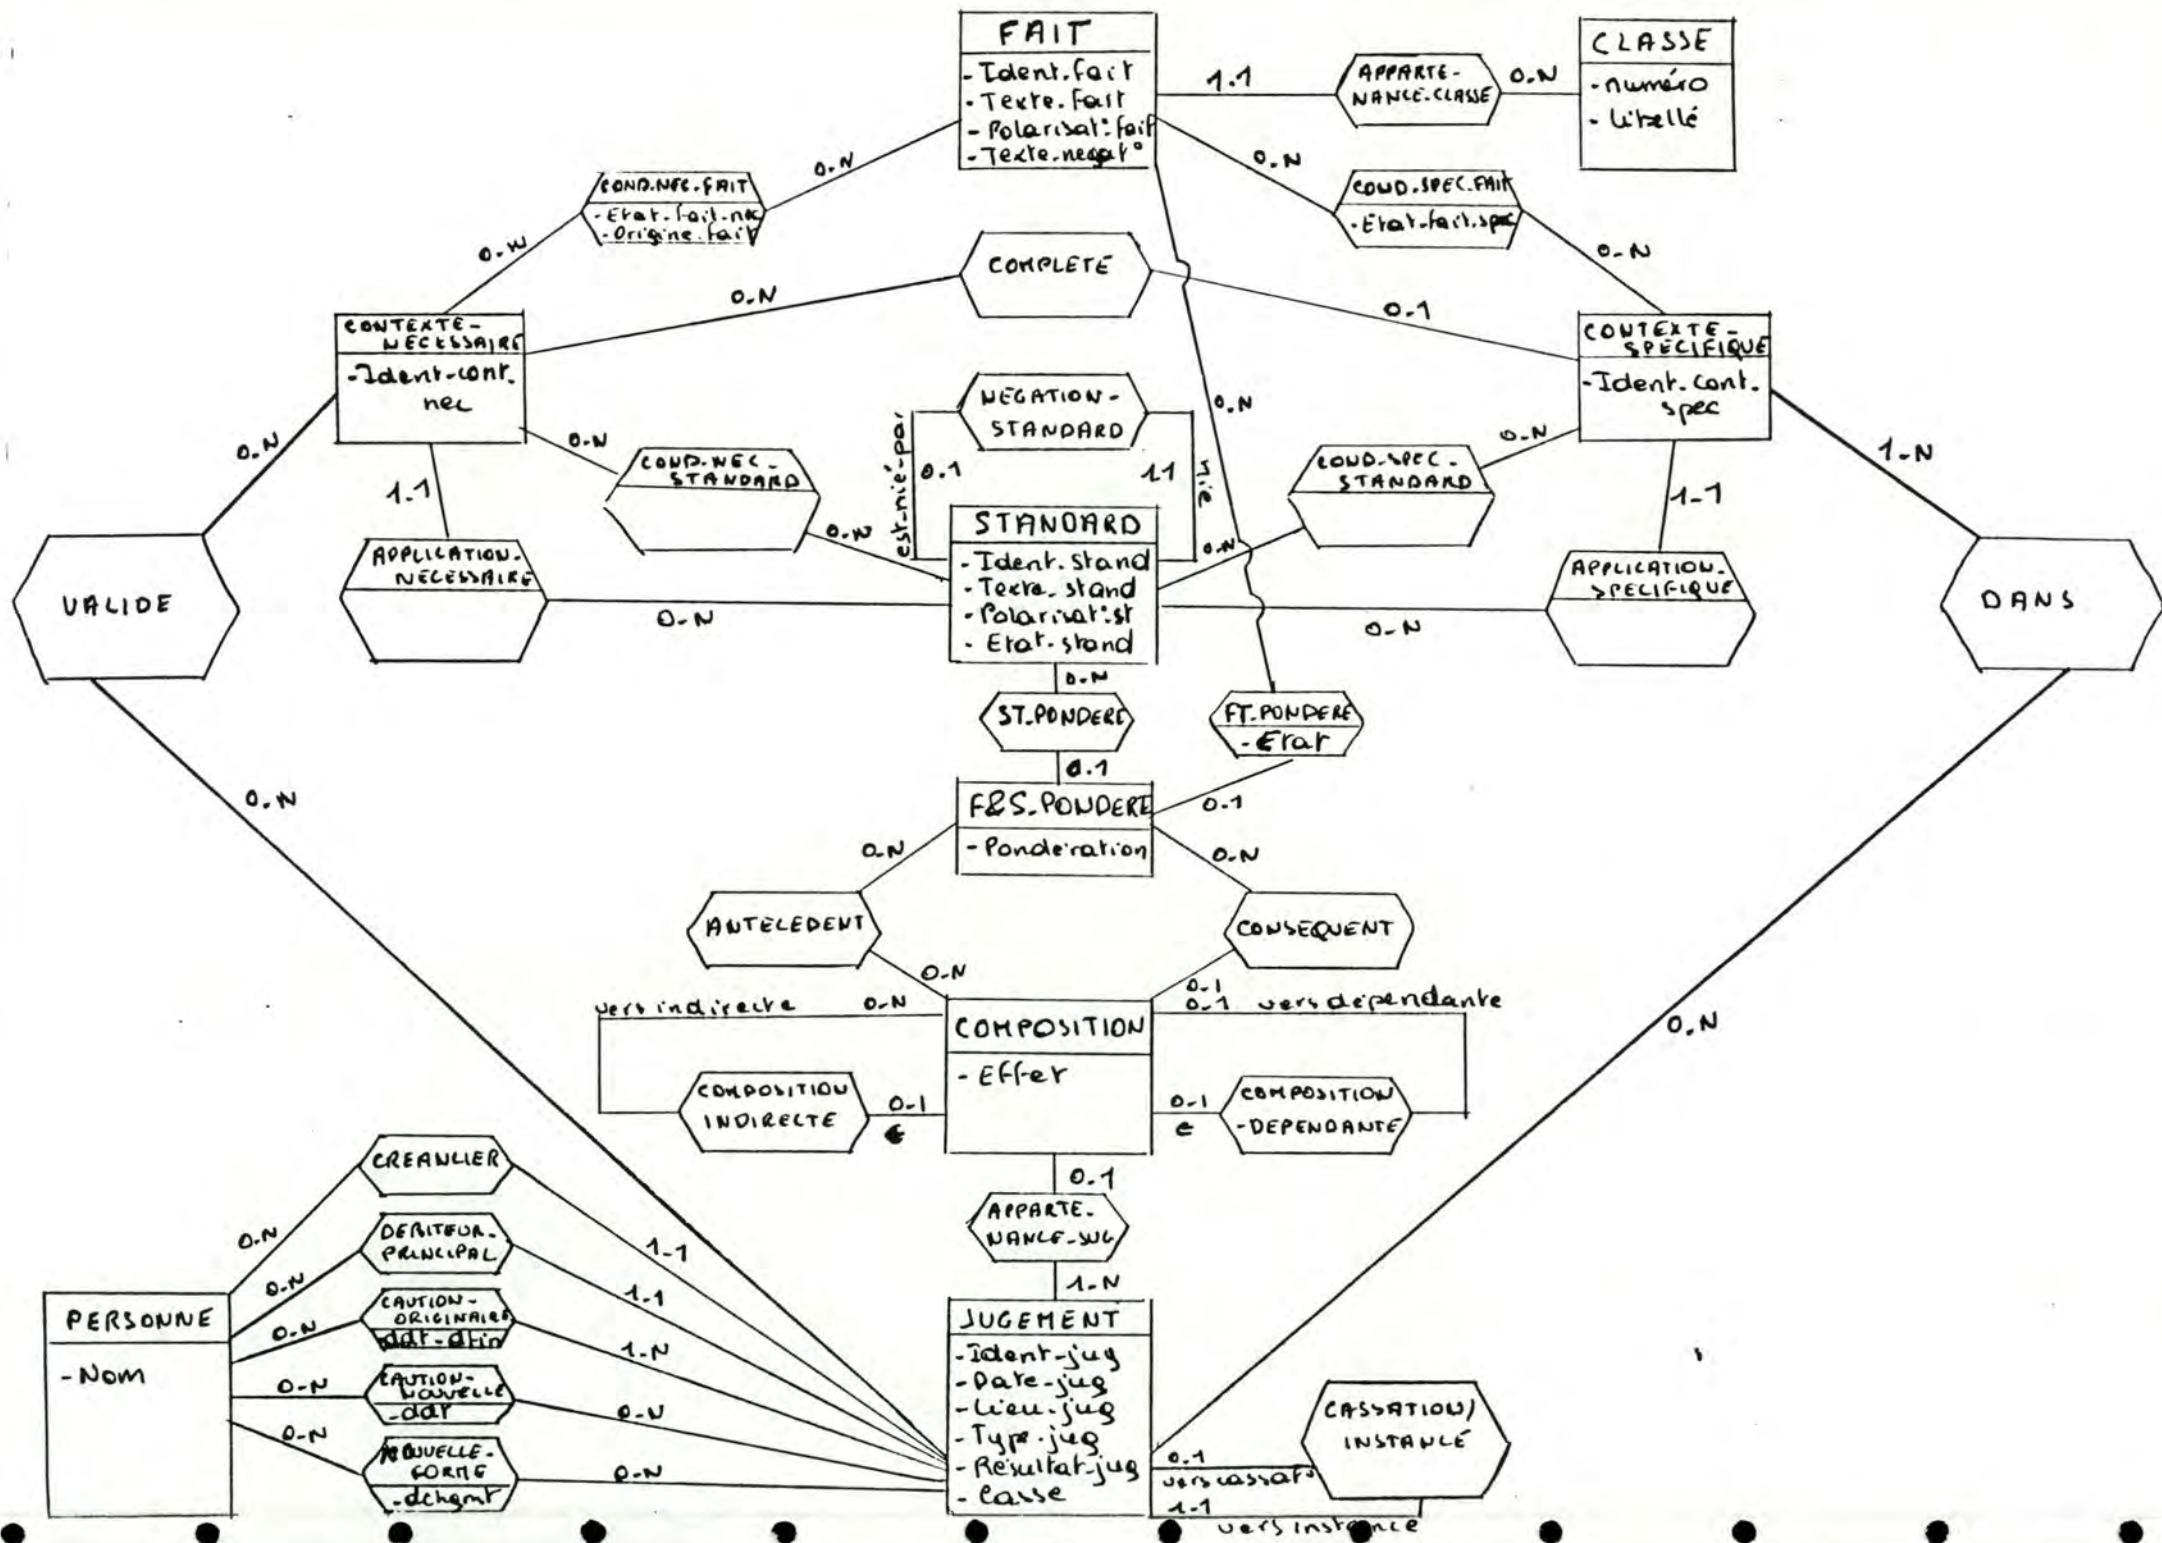 FAIT
- Ident.fait
- Texte.fait
- Polarisat°.fait
- Texte.negat°
1.1
APPARTE-
NANCE.CLASSE
0.N
CLASSE
- numéro
- libellé
0.N
COND.NEC.FAIT
- Etat.fait.nec
- Origine.fait
0.N
0.N
COND.SPEC.FAIT
- Etat.fait.spec
0.N
COMPLETE
0.N
0.1
CONTEXTE-
NECESSAIRE
- Ident-cont.
nec
CONTEXTE-
SPECIFIQUE
- Ident.cont.
spec
NEGATION-
STANDARD
est-nié-par
0.1
1.1
nie
0.N
0.N
COND.NEC-
STANDARD
0.N
0.N
COND.SPEC-
STANDARD
0.N
0.N
1-N
1.1
1-1
STANDARD
- Ident.stand
- Texte.stand
- Polarisat°.st
- Etat.stand
VALIDE
APPLICATION-
NECESSAIRE
0-N
APPLICATION-
SPECIFIQUE
0-N
DANS
0.N
ST.PONDERE
0.1
FT.PONDERE
- Etat
0-1
F&S.PONDERE
- Pondération
0.N
0-N
0-N
ANTECEDENT
CONSEQUENT
0-N
0-1
vers indirecte
0-N
0-1
vers dépendante
COMPOSITION
- Effet
0.N
COMPOSITION
INDIRECTE
0-1
€
0-1
€
COMPOSITION
-DEPENDANTE
0.1
APPARTE-
NANCE-JUG
1-N
CREANCIER
0-N
1-1
DEBITEUR-
PRINCIPAL
0-N
1-1
CAUTION-
ORIGINAIRE
ddt-dfin
0-N
1-N
CAUTION-
NOUVELLE
-ddt
0-N
0-N
NOUVELLE-
FORME
-dchgmt
0-N
0-N
PERSONNE
- Nom
JUGEMENT
- Ident-jug
- Date-jug
- Lieu.jug
- Type.jug
- Résultat-jug
- Casse
CASSATION/
INSTANCE
0.1
vers cassat°
1-1
vers instance